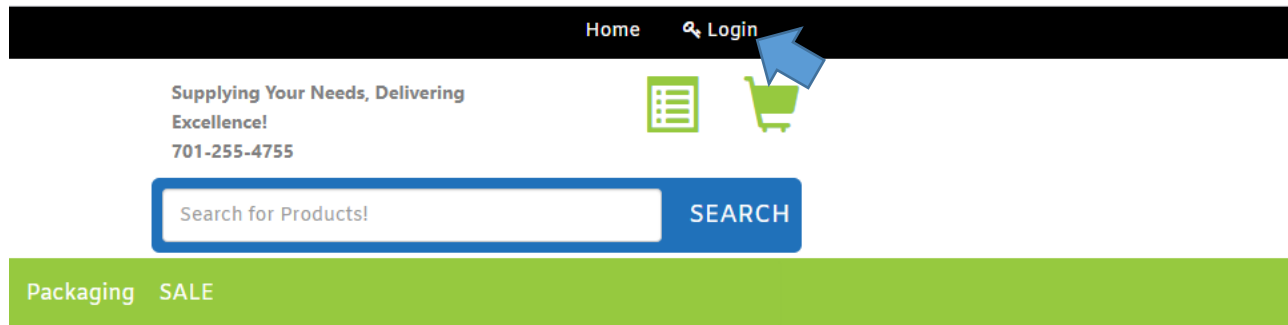 Home Login
Supplying Your Needs, Delivering
Excellence!
701-255-4755
Search for Products! SEARCH
Packaging SALE